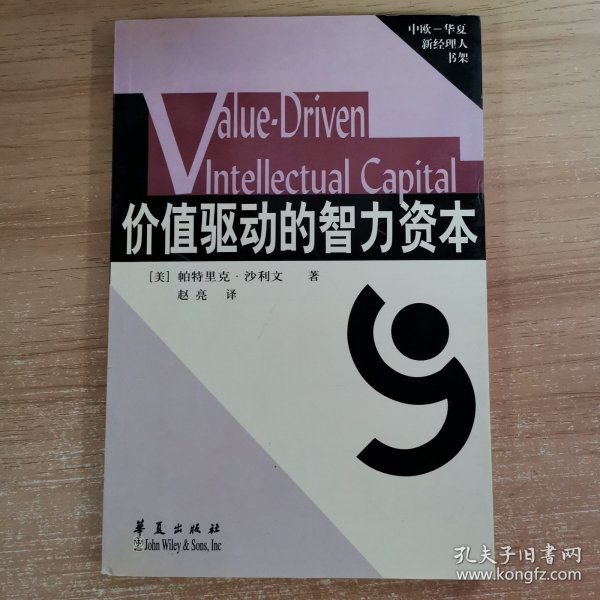 中欧－华夏
新经理人
书架
Value-Driven
Intellectual Capital
价值驱动的智力资本
［美］帕特里克·沙利文 著
赵亮 译
华夏出版社
John Wiley & Sons, Inc
孔夫子旧书网
www.kongfz.com